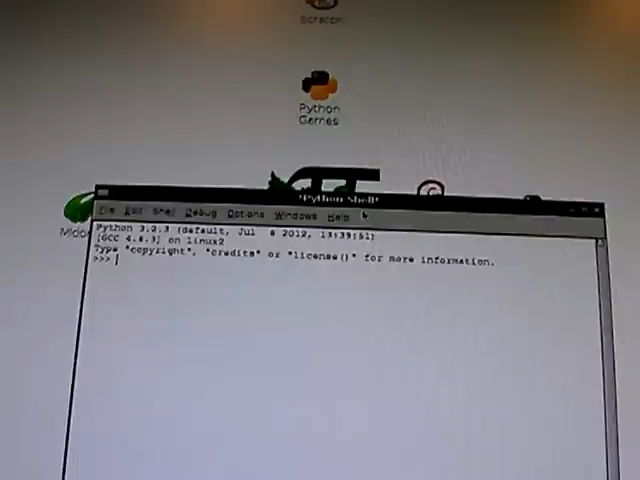 Scratch
Python
Games
*Python Shell*
File Edit Shell Debug Options Windows Help
Python 3.2.3 (default, Jul  6 2012, 13:39:51)
[GCC 4.6.3] on linux2
Type "copyright", "credits" or "license()" for more information.
>>>
Midori